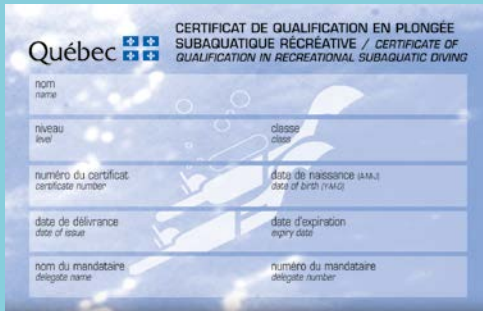 Québec
CERTIFICAT DE QUALIFICATION EN PLONGÉE
SUBAQUATIQUE RÉCRÉATIVE / CERTIFICATE OF
QUALIFICATION IN RECREATIONAL SUBAQUATIC DIVING
nom
name
niveau
level
classe
class
numéro du certificat
certificate number
date de naissance (A-M-J)
date of birth (Y-M-D)
date de délivrance
date of issue
date d'expiration
expiry date
nom du mandataire
delegate name
numéro du mandataire
delegate number